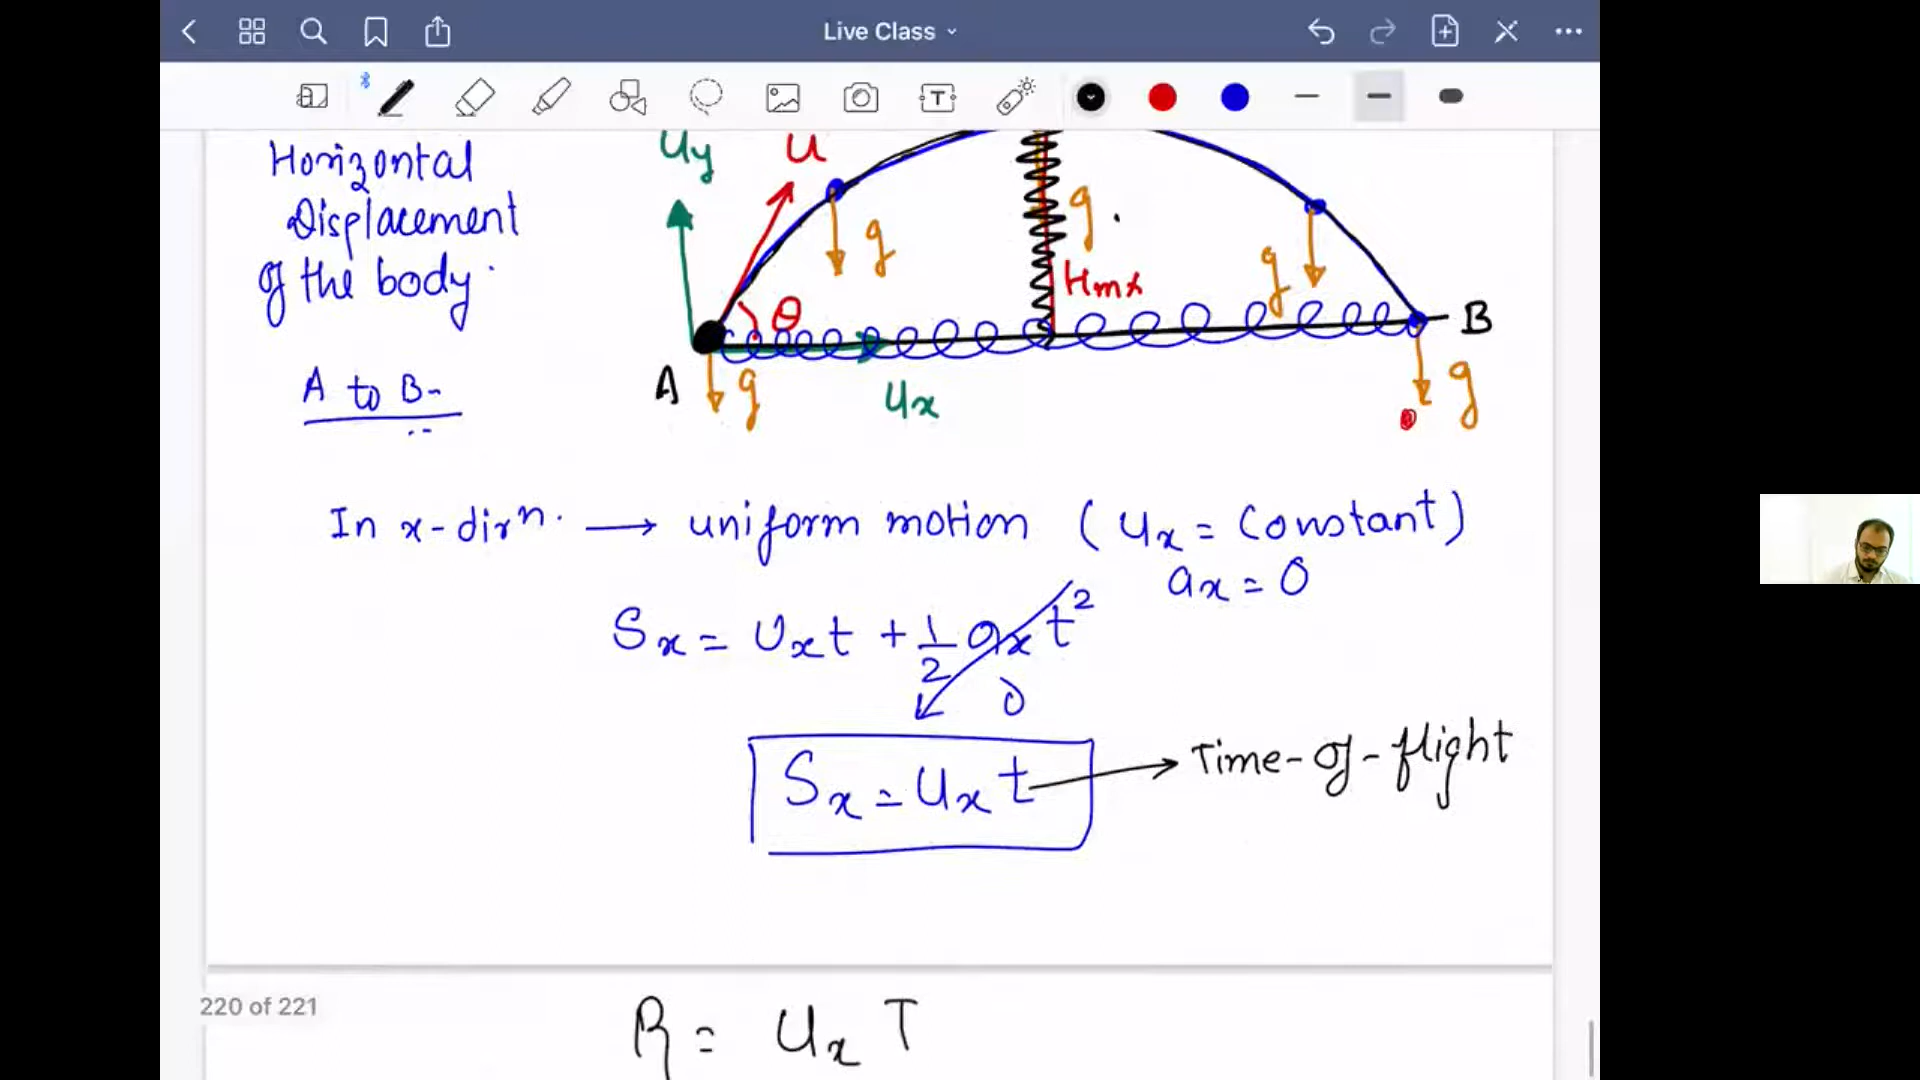 Live Class
Horizontal
Displacement
Of the body.
A to B-
Uy
U
g
g
g
Hmx
θ
B
A
g
Ux
g
In x-dirn. → uniform motion (Ux = Constant)
ax = 0
Sx = Uxt + 1/2 ax t²
0
Sx = Ux t → Time-of-flight
220 of 221
R = Ux T